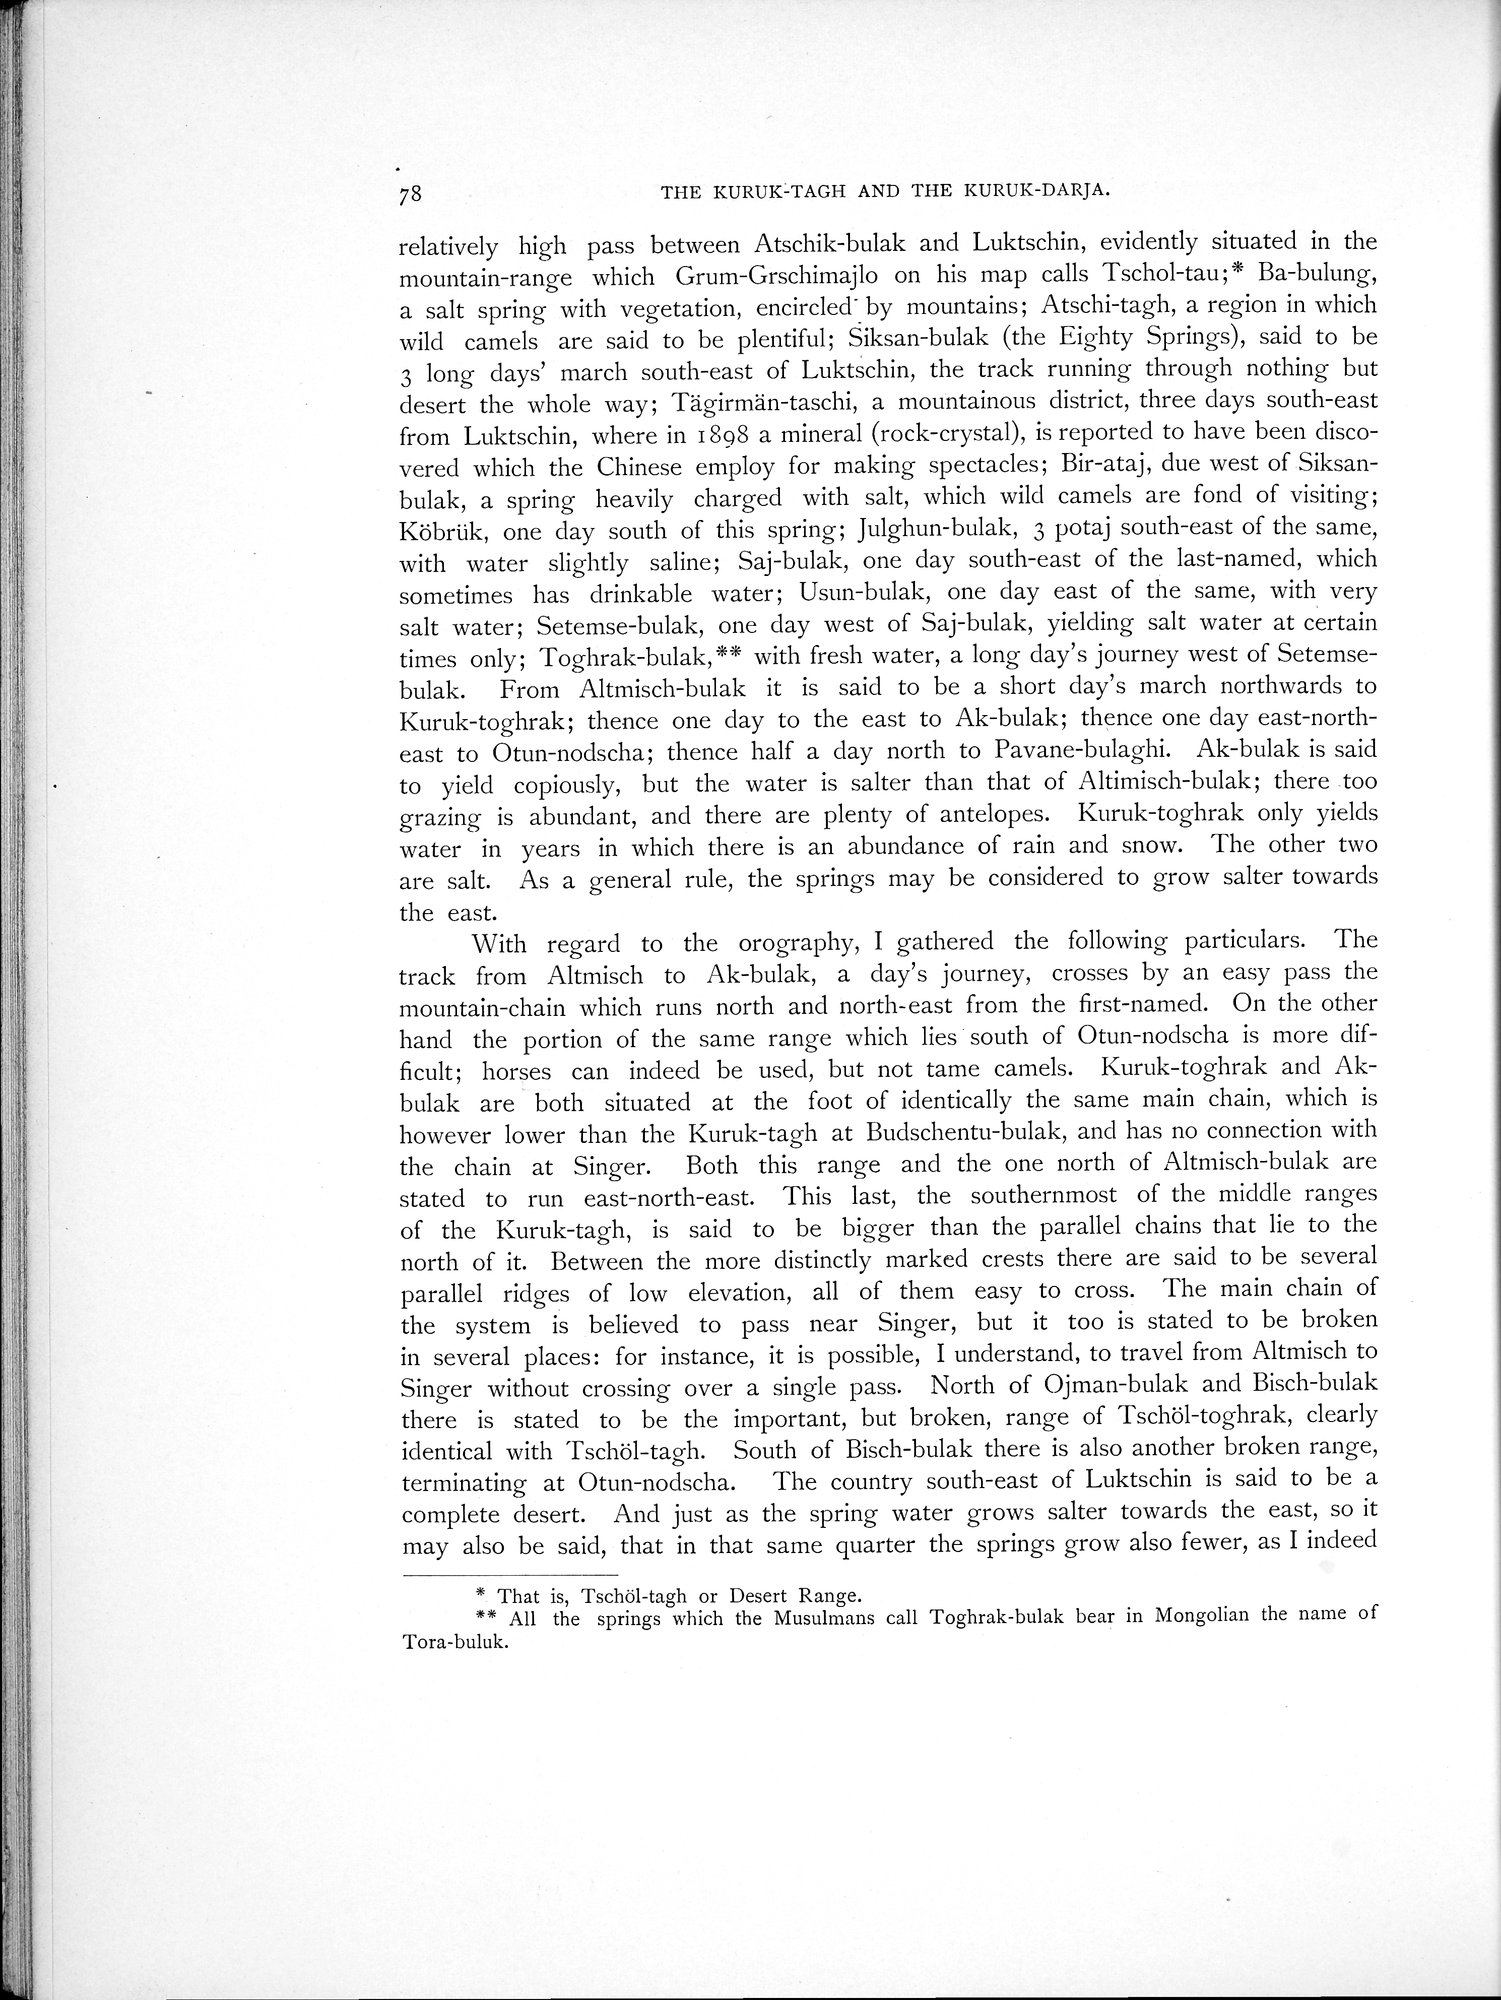 78
THE KURUK-TAGH AND THE KURUK-DARJA.
relatively high pass between Atschik-bulak and Luktschin, evidently situated in the
mountain-range which Grum-Grschimajlo on his map calls Tschol-tau;* Ba-bulung,
a salt spring with vegetation, encircled by mountains; Atschi-tagh, a region in which
wild camels are said to be plentiful; Siksan-bulak (the Eighty Springs), said to be
3 long days' march south-east of Luktschin, the track running through nothing but
desert the whole way; Tägirmän-taschi, a mountainous district, three days south-east
from Luktschin, where in 1898 a mineral (rock-crystal), is reported to have been disco-
vered which the Chinese employ for making spectacles; Bir-ataj, due west of Siksan-
bulak, a spring heavily charged with salt, which wild camels are fond of visiting;
Köbrük, one day south of this spring; Julghun-bulak, 3 potaj south-east of the same,
with water slightly saline; Saj-bulak, one day south-east of the last-named, which
sometimes has drinkable water; Usun-bulak, one day east of the same, with very
salt water; Setemse-bulak, one day west of Saj-bulak, yielding salt water at certain
times only; Toghrak-bulak,** with fresh water, a long day's journey west of Setemse-
bulak. From Altmisch-bulak it is said to be a short day's march northwards to
Kuruk-toghrak; thence one day to the east to Ak-bulak; thence one day east-north-
east to Otun-nodscha; thence half a day north to Pavane-bulaghi. Ak-bulak is said
to yield copiously, but the water is salter than that of Altimisch-bulak; there too
grazing is abundant, and there are plenty of antelopes. Kuruk-toghrak only yields
water in years in which there is an abundance of rain and snow. The other two
are salt. As a general rule, the springs may be considered to grow salter towards
the east.
With regard to the orography, I gathered the following particulars. The
track from Altmisch to Ak-bulak, a day's journey, crosses by an easy pass the
mountain-chain which runs north and north-east from the first-named. On the other
hand the portion of the same range which lies south of Otun-nodscha is more dif-
ficult; horses can indeed be used, but not tame camels. Kuruk-toghrak and Ak-
bulak are both situated at the foot of identically the same main chain, which is
however lower than the Kuruk-tagh at Budschentu-bulak, and has no connection with
the chain at Singer. Both this range and the one north of Altmisch-bulak are
stated to run east-north-east. This last, the southernmost of the middle ranges
of the Kuruk-tagh, is said to be bigger than the parallel chains that lie to the
north of it. Between the more distinctly marked crests there are said to be several
parallel ridges of low elevation, all of them easy to cross. The main chain of
the system is believed to pass near Singer, but it too is stated to be broken
in several places: for instance, it is possible, I understand, to travel from Altmisch to
Singer without crossing over a single pass. North of Ojman-bulak and Bisch-bulak
there is stated to be the important, but broken, range of Tschöl-toghrak, clearly
identical with Tschöl-tagh. South of Bisch-bulak there is also another broken range,
terminating at Otun-nodscha. The country south-east of Luktschin is said to be a
complete desert. And just as the spring water grows salter towards the east, so it
may also be said, that in that same quarter the springs grow also fewer, as I indeed
* That is, Tschöl-tagh or Desert Range.
** All the springs which the Musulmans call Toghrak-bulak bear in Mongolian the name of
Tora-buluk.